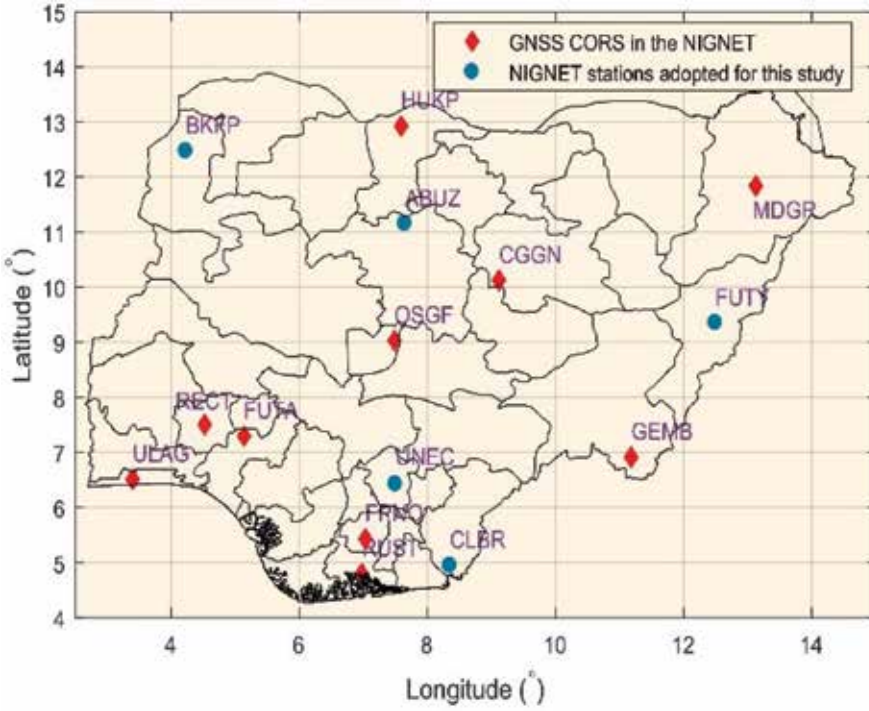 15
14
13
12
11
10
9
8
7
6
5
4
Latitude (°)
GNSS CORS in the NIGNET
NIGNET stations adopted for this study
HUKP
BKFP
ABUZ
MDGR
CGGN
FUTY
OSGF
RECT
FUTA
GEMB
ULAG
UNEC
FPNO
CLBR
RUST
4
6
8
10
12
14
Longitude (°)